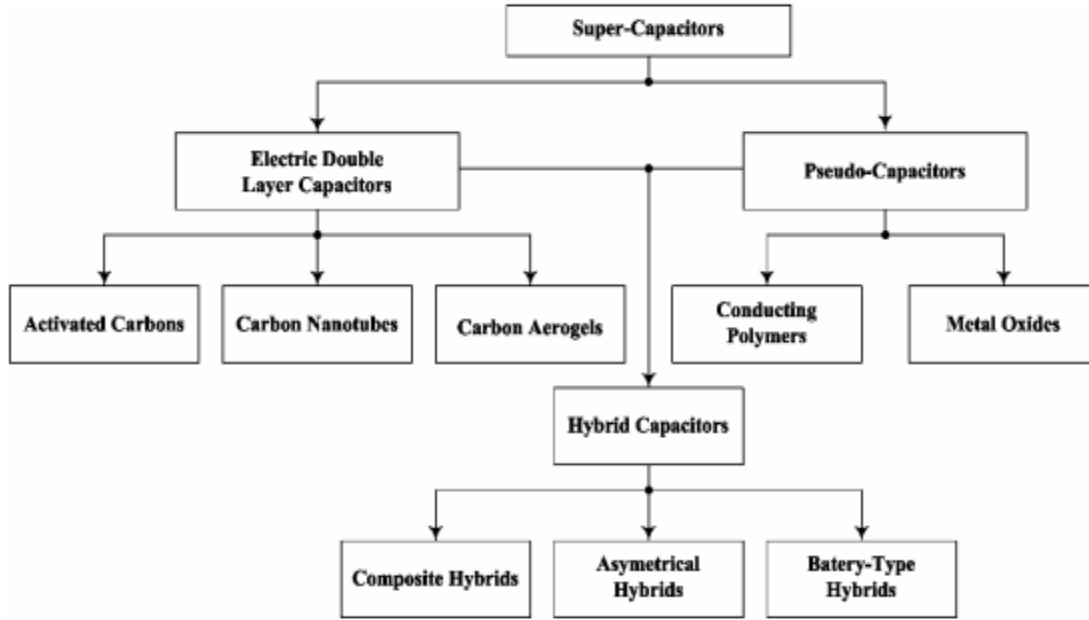 Super-Capacitors
Electric Double
Layer Capacitors
Pseudo-Capacitors
Activated Carbons
Carbon Nanotubes
Carbon Aerogels
Conducting
Polymers
Metal Oxides
Hybrid Capacitors
Composite Hybrids
Asymetrical
Hybrids
Batery-Type
Hybrids